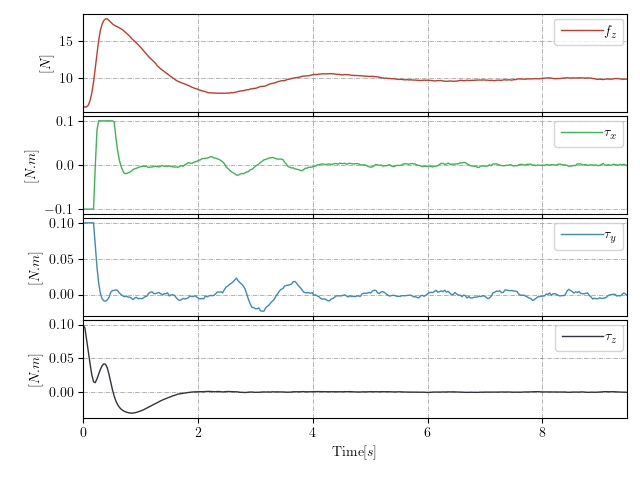 15
10
[N]
f_z
0.1
0.0
−0.1
[N.m]
τ_x
0.10
0.05
0.00
[N.m]
τ_y
0.10
0.05
0.00
[N.m]
τ_z
0 2 4 6 8
Time[s]